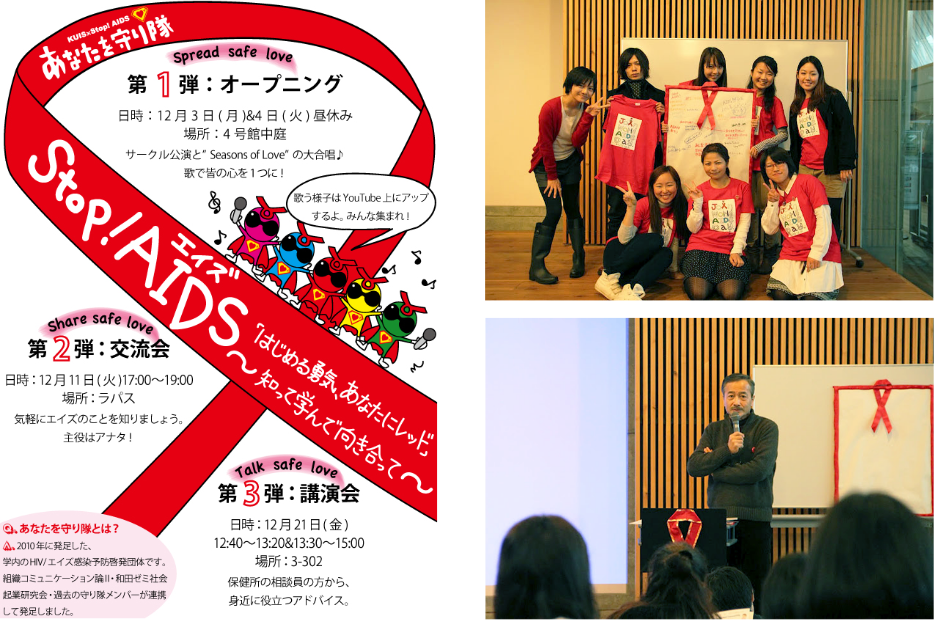 KUIS×Stop! AIDS
あなたを守り隊
Spread safe love
第1弾：オープニング
日時：12月3日(月)&4日(火)昼休み
場所：4号館中庭
サークル公演と“Seasons of Love”の大合唱♪
歌で皆の心を1つに！
歌う様子はYouTube上にアップ
するよ。みんな集まれ！
Stop! AIDS
エイズ
～「はじめる勇気、あなたにレッド」
知って学んで向き合って～
Share safe love
第2弾：交流会
日時：12月11日(火)17:00～19:00
場所：ラパス
気軽にエイズのことを知りましょう。
主役はアナタ！
Talk safe love
第3弾：講演会
日時：12月21日(金)
12:40～13:20&13:30～15:00
場所：3-302
保健所の相談員の方から、
身近に役立つアドバイス。
Q、あなたを守り隊とは？
A、2010年に発足した、
学内のHIV/エイズ感染予防啓発団体です。
組織コミュニケーション論Ⅱ・和田ゼミ社会
起業研究会・過去の守り隊メンバーが連携
して発足しました。